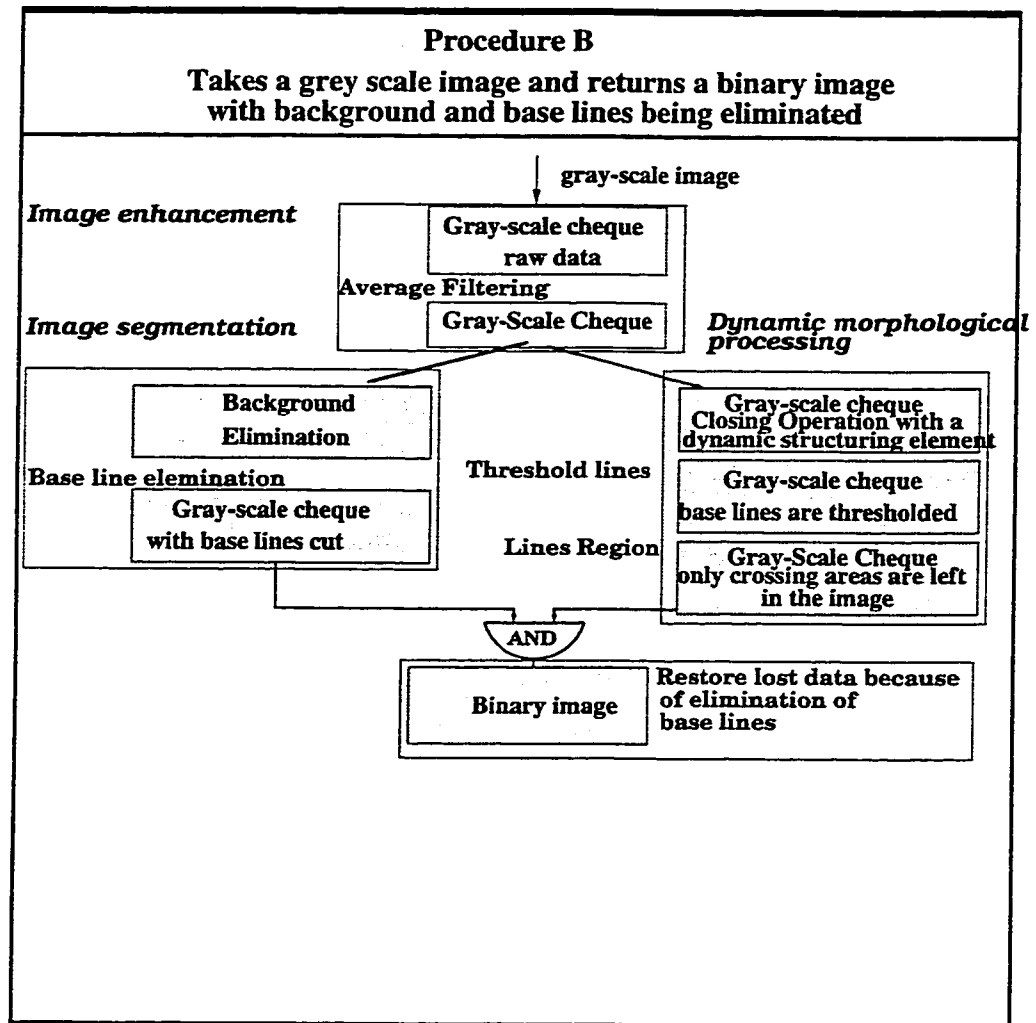 Procedure B
Takes a grey scale image and returns a binary image
with background and base lines being eliminated
gray-scale image
Image enhancement
Gray-scale cheque
raw data
Average Filtering
Image segmentation
Gray-Scale Cheque
Dynamic morphological
processing
Background
Elimination
Base line elemination
Gray-scale cheque
with base lines cut
Gray-scale cheque
Closing Operation with a
dynamic structuring element
Threshold lines
Gray-scale cheque
base lines are thresholded
Lines Region
Gray-Scale Cheque
only crossing areas are left
in the image
AND
Binary image
Restore lost data because
of elimination of
base lines